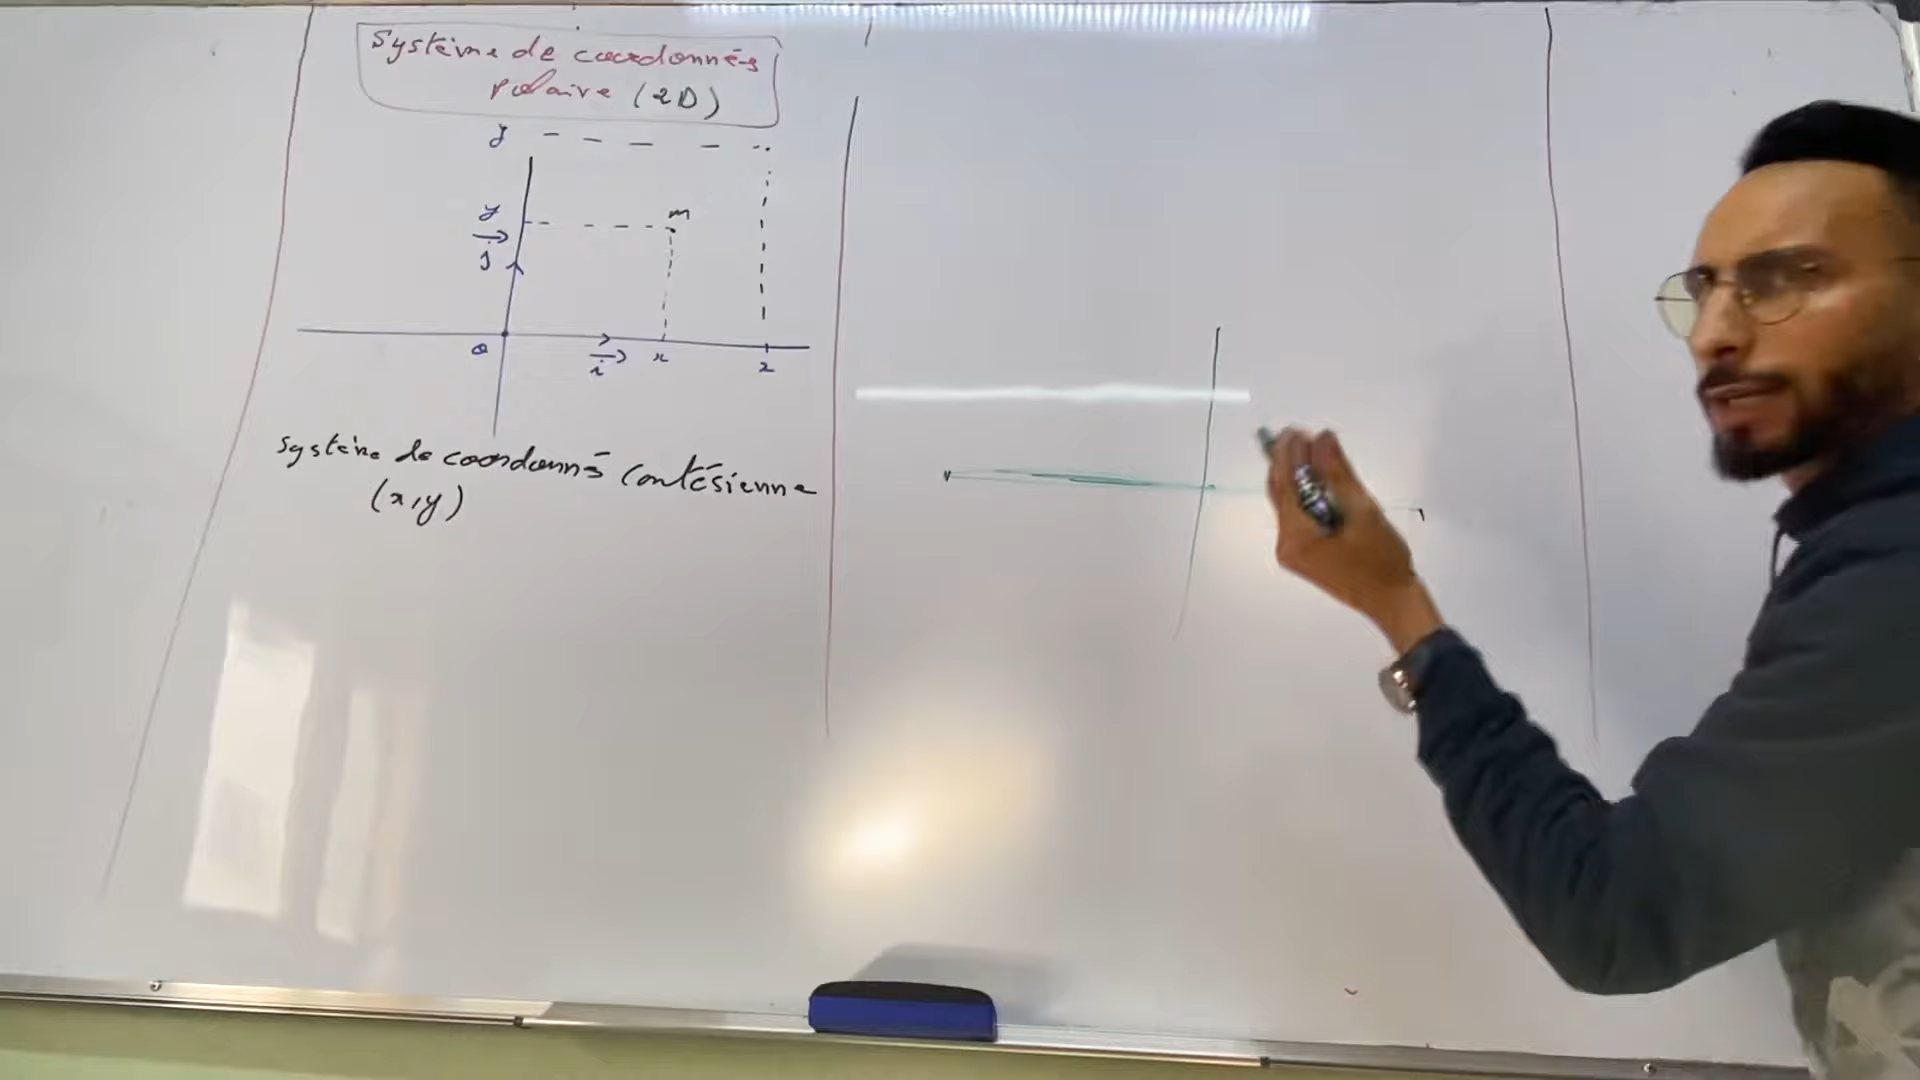 Système de coordonnés
polaire (2D)
y
y
m
j
O
i
x
x
système de coordonnés cartésienne
(x,y)